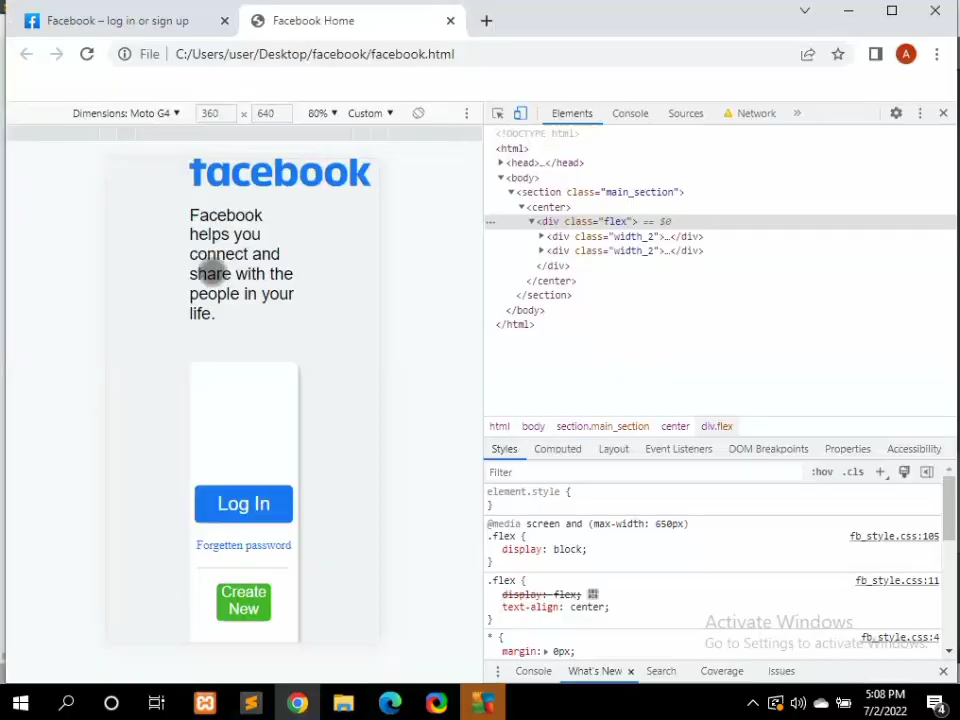 Facebook – log in or sign up
Facebook Home
File
C:/Users/user/Desktop/facebook/facebook.html
A
Dimensions: Moto G4 ▼
360 × 640
80% ▼
Custom ▼
Elements
Console
Sources
Network
»
facebook
Facebook
helps you
connect and
share with the
people in your
life.
Log In
Forgetten password
Create
New
<!DOCTYPE html>
<html>
▶<head>…</head>
▼<body>
▼<section class="main_section">
▼<center>
… ▼<div class="flex"> == $0
▶<div class="width_2">…</div>
▶<div class="width_2">…</div>
</div>
</center>
</section>
</body>
</html>
html body section.main_section center div.flex
Styles Computed Layout Event Listeners DOM Breakpoints Properties Accessibility
Filter
:hov .cls +
element.style {
}
@media screen and (max-width: 650px)
.flex { fb_style.css:105
display: block;
}
.flex { fb_style.css:11
display: flex;
text-align: center;
}
* { fb_style.css:4
margin:▶ 0px;
Activate Windows
Go to Settings to activate Windows.
Console What's New × Search Coverage Issues
5:08 PM
7/2/2022
4